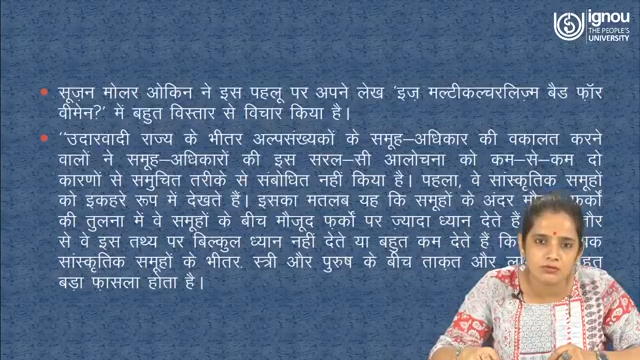 ignou
THE PEOPLE'S
UNIVERSITY
• सूज़न मोलर ओकिन ने इस पहलू पर अपने लेख 'इज़ मल्टीकल्चरलिज़्म बैड फ़ॉर
वीमेन?' में बहुत विस्तार से विचार किया है।
• "उदारवादी राज्य के भीतर अल्पसंख्यकों के समूह–अधिकार की वकालत करने
वालों ने समूह–अधिकारों की इस सरल–सी आलोचना को कम–से–कम दो
कारणों से समुचित तरीके से संबोधित नहीं किया है। पहला, वे सांस्कृतिक समूहों
को इकहरे रूप में देखते हैं। इसका मतलब यह कि समूहों के अंदर फर्कों
की तुलना में वे समूहों के बीच मौजूद फ़र्कों पर ज्यादा ध्यान देते
से वे इस तथ्य पर बिल्कुल ध्यान नहीं देते या बहुत कम देते हैं कि
सांस्कृतिक समूहों के भीतर, स्त्री और पुरुष के बीच ताक़त और
बड़ा फ़ासला होता है।